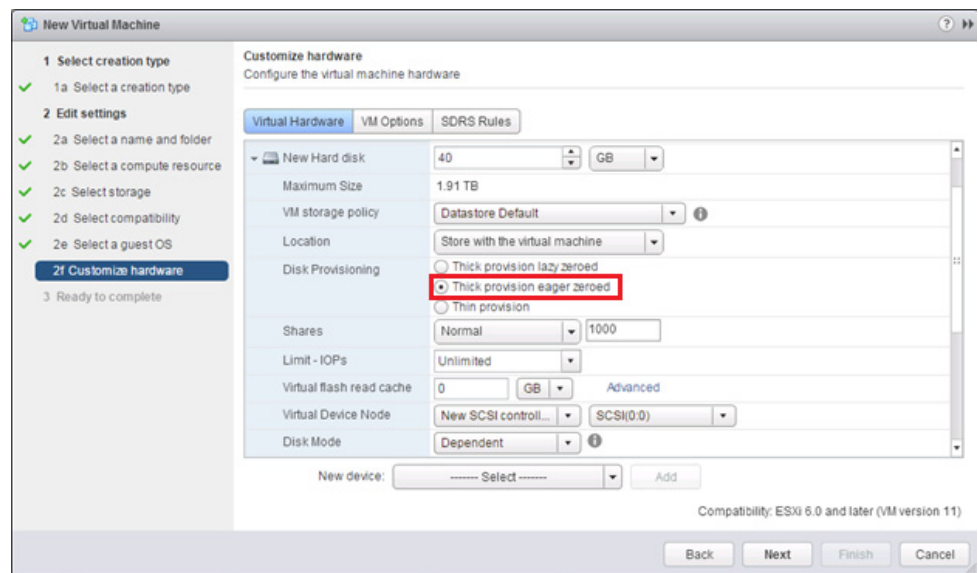 New Virtual Machine
1 Select creation type
1a Select a creation type
2 Edit settings
2a Select a name and folder
2b Select a compute resource
2c Select storage
2d Select compatibility
2e Select a guest OS
2f Customize hardware
3 Ready to complete
Customize hardware
Configure the virtual machine hardware
Virtual Hardware VM Options SDRS Rules
New Hard disk 40 GB
Maximum Size 1.91 TB
VM storage policy Datastore Default
Location Store with the virtual machine
Disk Provisioning Thick provision lazy zeroed
Thick provision eager zeroed
Thin provision
Shares Normal 1000
Limit - IOPs Unlimited
Virtual flash read cache 0 GB Advanced
Virtual Device Node New SCSI controll... SCSI(0:0)
Disk Mode Dependent
New device: ------- Select ------- Add
Compatibility: ESXi 6.0 and later (VM version 11)
Back Next Finish Cancel